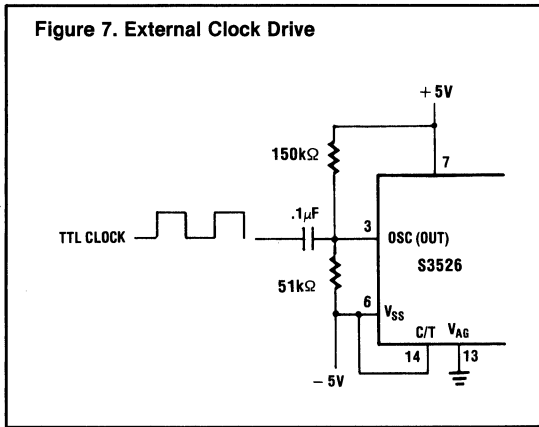 Figure 7. External Clock Drive
+ 5V
150kΩ
7
.1μF
TTL CLOCK
3
OSC (OUT)
S3526
51kΩ
6
VSS
C/T VAG
14
13
− 5V